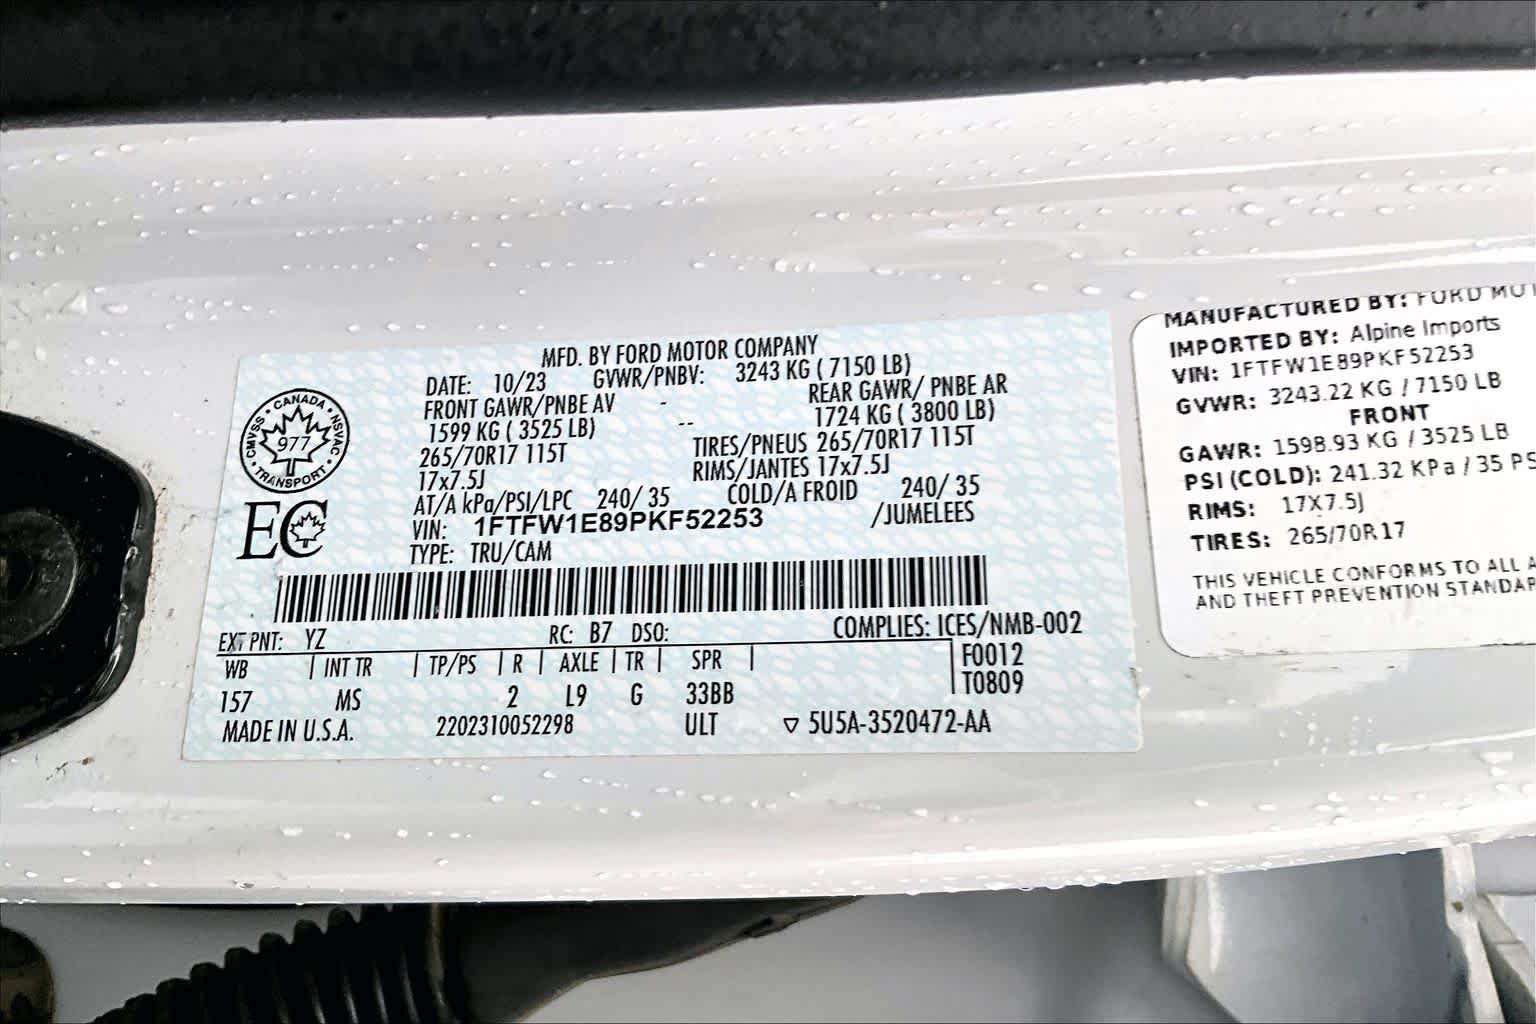 MFD. BY FORD MOTOR COMPANY
DATE: 10/23 GVWR/PNBV: 3243 KG ( 7150 LB)
FRONT GAWR/PNBE AV - REAR GAWR/ PNBE AR
1599 KG ( 3525 LB) -- 1724 KG ( 3800 LB)
265/70R17 115T TIRES/PNEUS 265/70R17 115T
17x7.5J RIMS/JANTES 17x7.5J
AT/A kPa/PSI/LPC 240/ 35 COLD/A FROID 240/ 35
VIN: 1FTFW1E89PKF52253 /JUMELEES
TYPE: TRU/CAM
CANADA
CMVSS • NSVAC
977
TRANSPORT
EC
EXT PNT: YZ RC: B7 DSO: COMPLIES: ICES/NMB-002
WB | INT TR | TP/PS | R | AXLE | TR | SPR | F0012
157 MS 2 L9 G 33BB T0809
MADE IN U.S.A. 2202310052298 ULT ▽ 5U5A-3520472-AA
MANUFACTURED BY: FORD MOT
IMPORTED BY: Alpine Imports
VIN: 1FTFW1E89PKF52253
GVWR: 3243.22 KG / 7150 LB
FRONT
GAWR: 1598.93 KG / 3525 LB
PSI (COLD): 241.32 KPa / 35 PS
RIMS: 17X7.5J
TIRES: 265/70R17
THIS VEHICLE CONFORMS TO ALL A
AND THEFT PREVENTION STANDAR